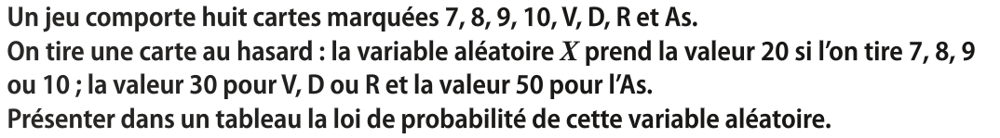 Un jeu comporte huit cartes marquées 7, 8, 9, 10, V, D, R et As.
On tire une carte au hasard : la variable aléatoire X prend la valeur 20 si l’on tire 7, 8, 9
ou 10 ; la valeur 30 pour V, D ou R et la valeur 50 pour l’As.
Présenter dans un tableau la loi de probabilité de cette variable aléatoire.